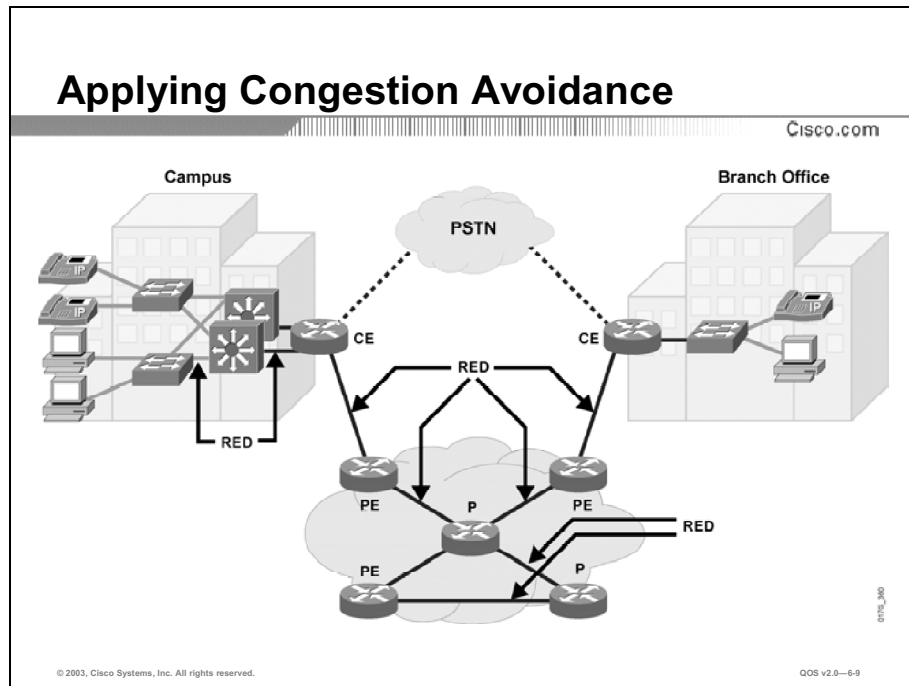 Applying Congestion Avoidance
Cisco.com
Campus
Branch Office
PSTN
IP
IP
IP
CE
CE
RED
RED
PE
P
PE
RED
PE
P
017G_360
© 2003, Cisco Systems, Inc. All rights reserved.
QOS v2.0—6-9